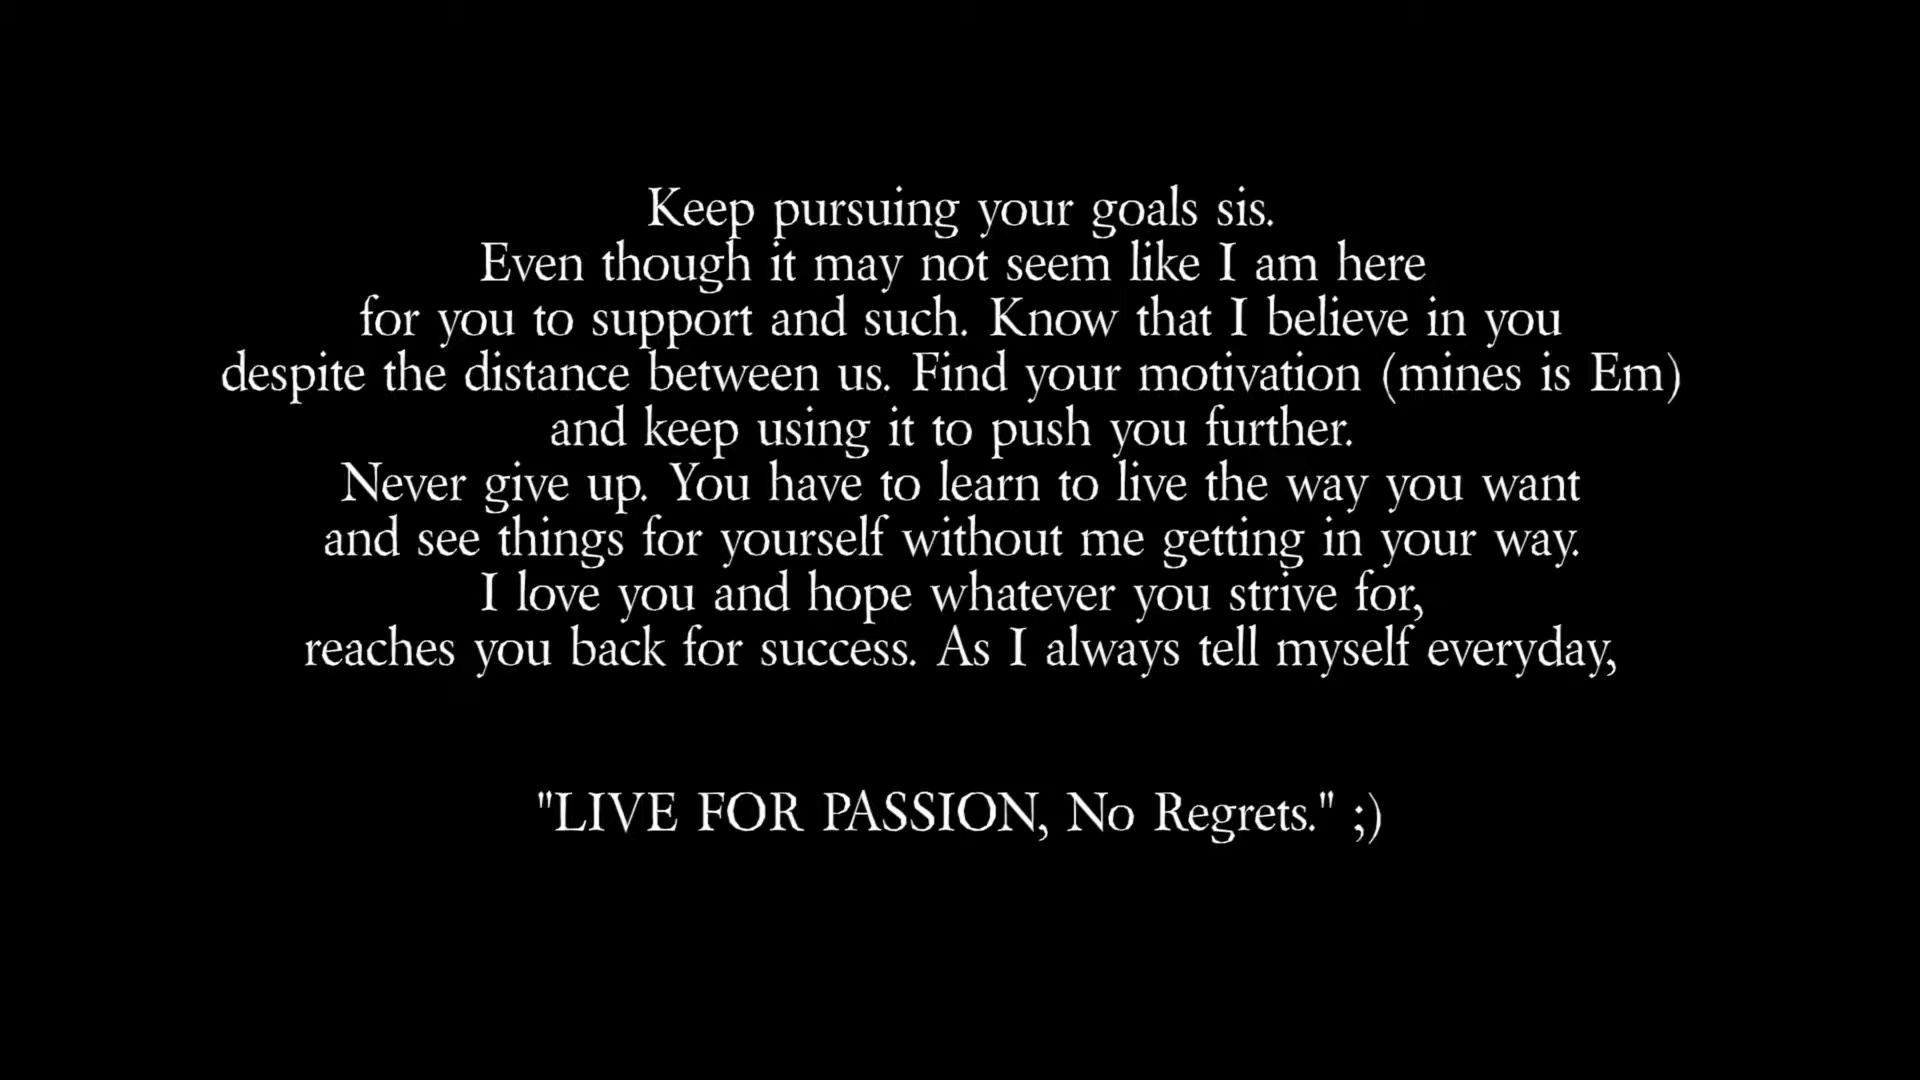 Keep pursuing your goals sis.
Even though it may not seem like I am here
for you to support and such. Know that I believe in you
despite the distance between us. Find your motivation (mines is Em)
and keep using it to push you further.
Never give up. You have to learn to live the way you want
and see things for yourself without me getting in your way.
I love you and hope whatever you strive for,
reaches you back for success. As I always tell myself everyday,
"LIVE FOR PASSION, No Regrets." ;)